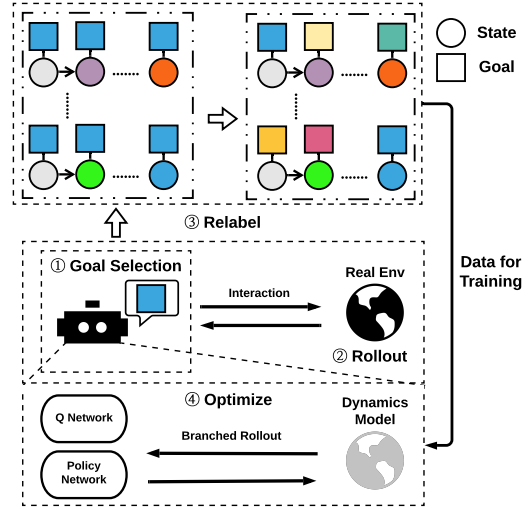 State
Goal
③ Relabel
① Goal Selection
Interaction
Real Env
② Rollout
Data for
Training
④ Optimize
Q Network
Policy
Network
Branched Rollout
Dynamics
Model